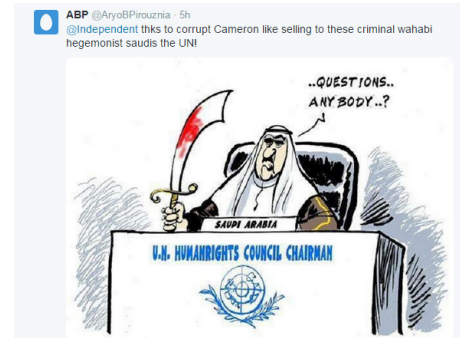 ABP @AryoBPirouznia · 5h
@Independent thks to corrupt Cameron like selling to these criminal wahabi
hegemonist saudis the UN!
..QUESTIONS..
ANY BODY..?
SAUDI ARABIA
U.N. HUMANRIGHTS COUNCIL CHAIRMAN